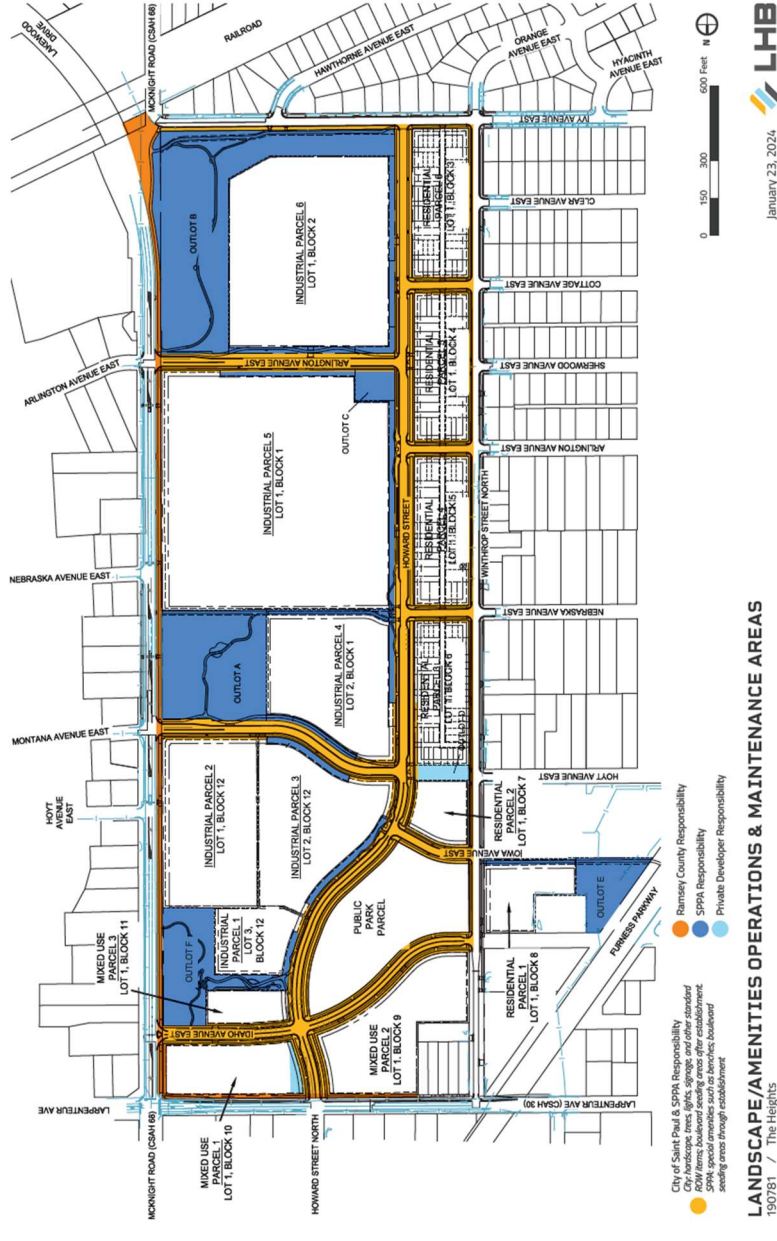 LAKEWOOD
DRIVE
MCKNIGHT ROAD (CSAH 68)
RAILROAD
HAWTHORNE AVENUE EAST
ORANGE
AVENUE EAST
HYACINTH
AVENUE EAST
IVY AVENUE EAST
OUTLOT B
INDUSTRIAL PARCEL 6
LOT 1, BLOCK 2
RESIDENTIAL
LOT 1, BLOCK 3
CLEAR AVENUE EAST
COTTAGE AVENUE EAST
ARLINGTON AVENUE EAST
ARLINGTON AVENUE EAST
RESIDENTIAL
LOT 1, BLOCK 4
SHERWOOD AVENUE EAST
OUTLOT C
INDUSTRIAL PARCEL 5
LOT 1, BLOCK 1
HOWARD STREET
RESIDENTIAL
LOT 1, BLOCK 5
WINTHROP STREET NORTH
ARLINGTON AVENUE EAST
NEBRASKA AVENUE EAST
NEBRASKA AVENUE EAST
OUTLOT A
INDUSTRIAL PARCEL 4
LOT 2, BLOCK 1
RESIDENTIAL
LOT 1, BLOCK 6
MONTANA AVENUE EAST
HOYT
AVENUE
EAST
INDUSTRIAL PARCEL 2
LOT 1, BLOCK 12
INDUSTRIAL PARCEL 3
LOT 2, BLOCK 12
HOYT AVENUE EAST
RESIDENTIAL
PARCEL 2
LOT 1, BLOCK 7
IOWA AVENUE EAST
PUBLIC
PARK
PARCEL
MIXED USE
PARCEL 3
LOT 1, BLOCK 11
OUTLOT F
INDUSTRIAL
PARCEL 1
LOT 3,
BLOCK 12
OUTLOT E
FURNESS PARKWAY
RESIDENTIAL
PARCEL 1
LOT 1, BLOCK 8
IDAHO AVENUE EAST
MIXED USE
PARCEL 2
LOT 1, BLOCK 9
LARPENTEUR AVE
LARPENTEUR AVE (CSAH 30)
MCKNIGHT ROAD (CSAH 68)
MIXED USE
PARCEL 1
LOT 1, BLOCK 10
HOWARD STREET NORTH
0 150 300 600 Feet
N
City of Saint Paul & SPPA Responsibility
City: hardscape, trees, lights, signage, and other standard
ROW items; boulevard seeding areas after establishment
SPPA: special amenities such as benches; boulevard
seeding areas through establishment
Ramsey County Responsibility
SPPA Responsibility
Private Developer Responsibility
LANDSCAPE/AMENITIES OPERATIONS & MAINTENANCE AREAS
190781 / The Heights
January 23, 2024
LHB